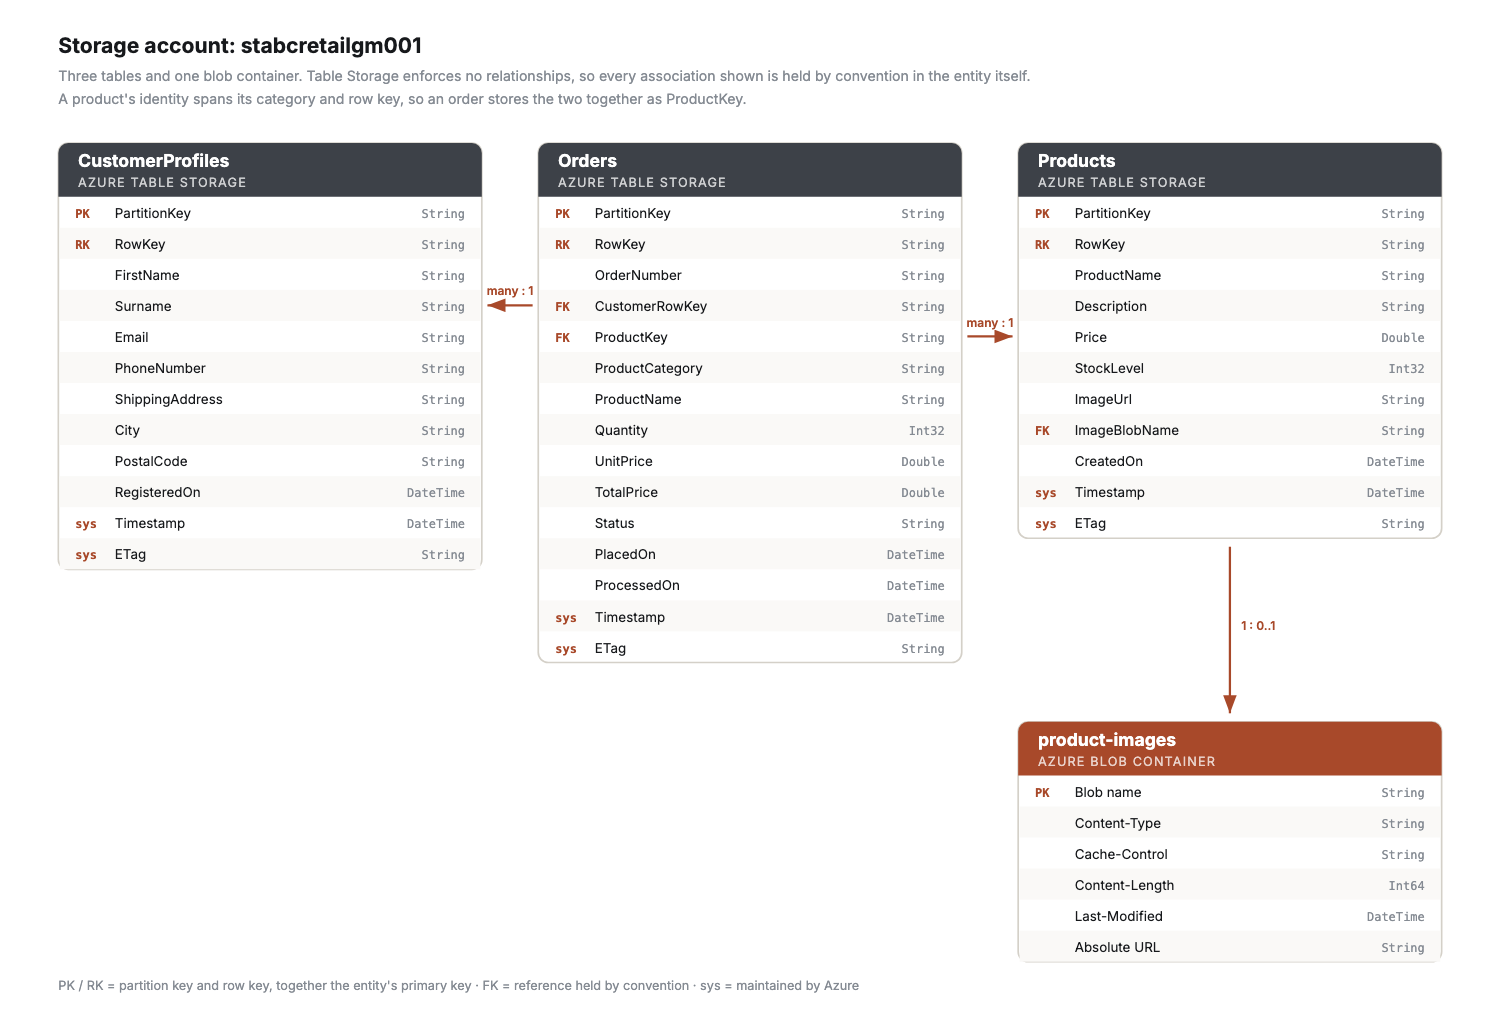 Storage account: stabcretailgm001
Three tables and one blob container. Table Storage enforces no relationships, so every association shown is held by convention in the entity itself.
A product's identity spans its category and row key, so an order stores the two together as ProductKey.
CustomerProfiles
AZURE TABLE STORAGE
PK PartitionKey String
RK RowKey String
FirstName String
Surname String
Email String
PhoneNumber String
ShippingAddress String
City String
PostalCode String
RegisteredOn DateTime
sys Timestamp DateTime
sys ETag String
many : 1
Orders
AZURE TABLE STORAGE
PK PartitionKey String
RK RowKey String
OrderNumber String
FK CustomerRowKey String
FK ProductKey String
ProductCategory String
ProductName String
Quantity Int32
UnitPrice Double
TotalPrice Double
Status String
PlacedOn DateTime
ProcessedOn DateTime
sys Timestamp DateTime
sys ETag String
many : 1
Products
AZURE TABLE STORAGE
PK PartitionKey String
RK RowKey String
ProductName String
Description String
Price Double
StockLevel Int32
ImageUrl String
FK ImageBlobName String
CreatedOn DateTime
sys Timestamp DateTime
sys ETag String
1 : 0..1
product-images
AZURE BLOB CONTAINER
PK Blob name String
Content-Type String
Cache-Control String
Content-Length Int64
Last-Modified DateTime
Absolute URL String
PK / RK = partition key and row key, together the entity's primary key · FK = reference held by convention · sys = maintained by Azure